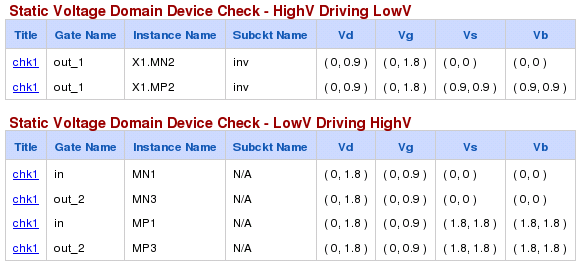 Static Voltage Domain Device Check - HighV Driving LowV
Title Gate Name Instance Name Subckt Name Vd Vg Vs Vb
chk1 out_1 X1.MN2 inv ( 0, 0.9 ) ( 0, 1.8 ) ( 0, 0 ) ( 0, 0 )
chk1 out_1 X1.MP2 inv ( 0, 0.9 ) ( 0, 1.8 ) ( 0.9, 0.9 ) ( 0.9, 0.9 )
Static Voltage Domain Device Check - LowV Driving HighV
Title Gate Name Instance Name Subckt Name Vd Vg Vs Vb
chk1 in MN1 N/A ( 0, 1.8 ) ( 0, 0.9 ) ( 0, 0 ) ( 0, 0 )
chk1 out_2 MN3 N/A ( 0, 1.8 ) ( 0, 0.9 ) ( 0, 0 ) ( 0, 0 )
chk1 in MP1 N/A ( 0, 1.8 ) ( 0, 0.9 ) ( 1.8, 1.8 ) ( 1.8, 1.8 )
chk1 out_2 MP3 N/A ( 0, 1.8 ) ( 0, 0.9 ) ( 1.8, 1.8 ) ( 1.8, 1.8 )